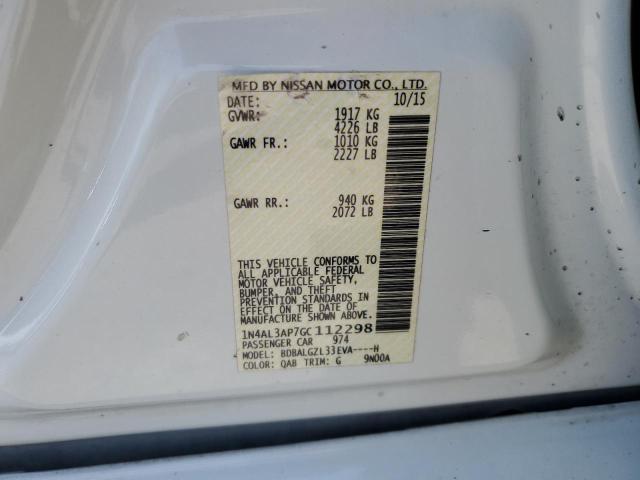 MFD BY NISSAN MOTOR CO., LTD.
DATE: 10/15
GVWR: 1917 KG
4226 LB
GAWR FR.: 1010 KG
2227 LB
GAWR RR.: 940 KG
2072 LB
THIS VEHICLE CONFORMS TO
ALL APPLICABLE FEDERAL
MOTOR VEHICLE SAFETY,
BUMPER, AND THEFT
PREVENTION STANDARDS IN
EFFECT ON THE DATE OF
MANUFACTURE SHOWN ABOVE.
1N4AL3AP7GC112298
PASSENGER CAR 974
MODEL: BDBALGZL33EVA----H
COLOR: QAB TRIM: G 9N00A